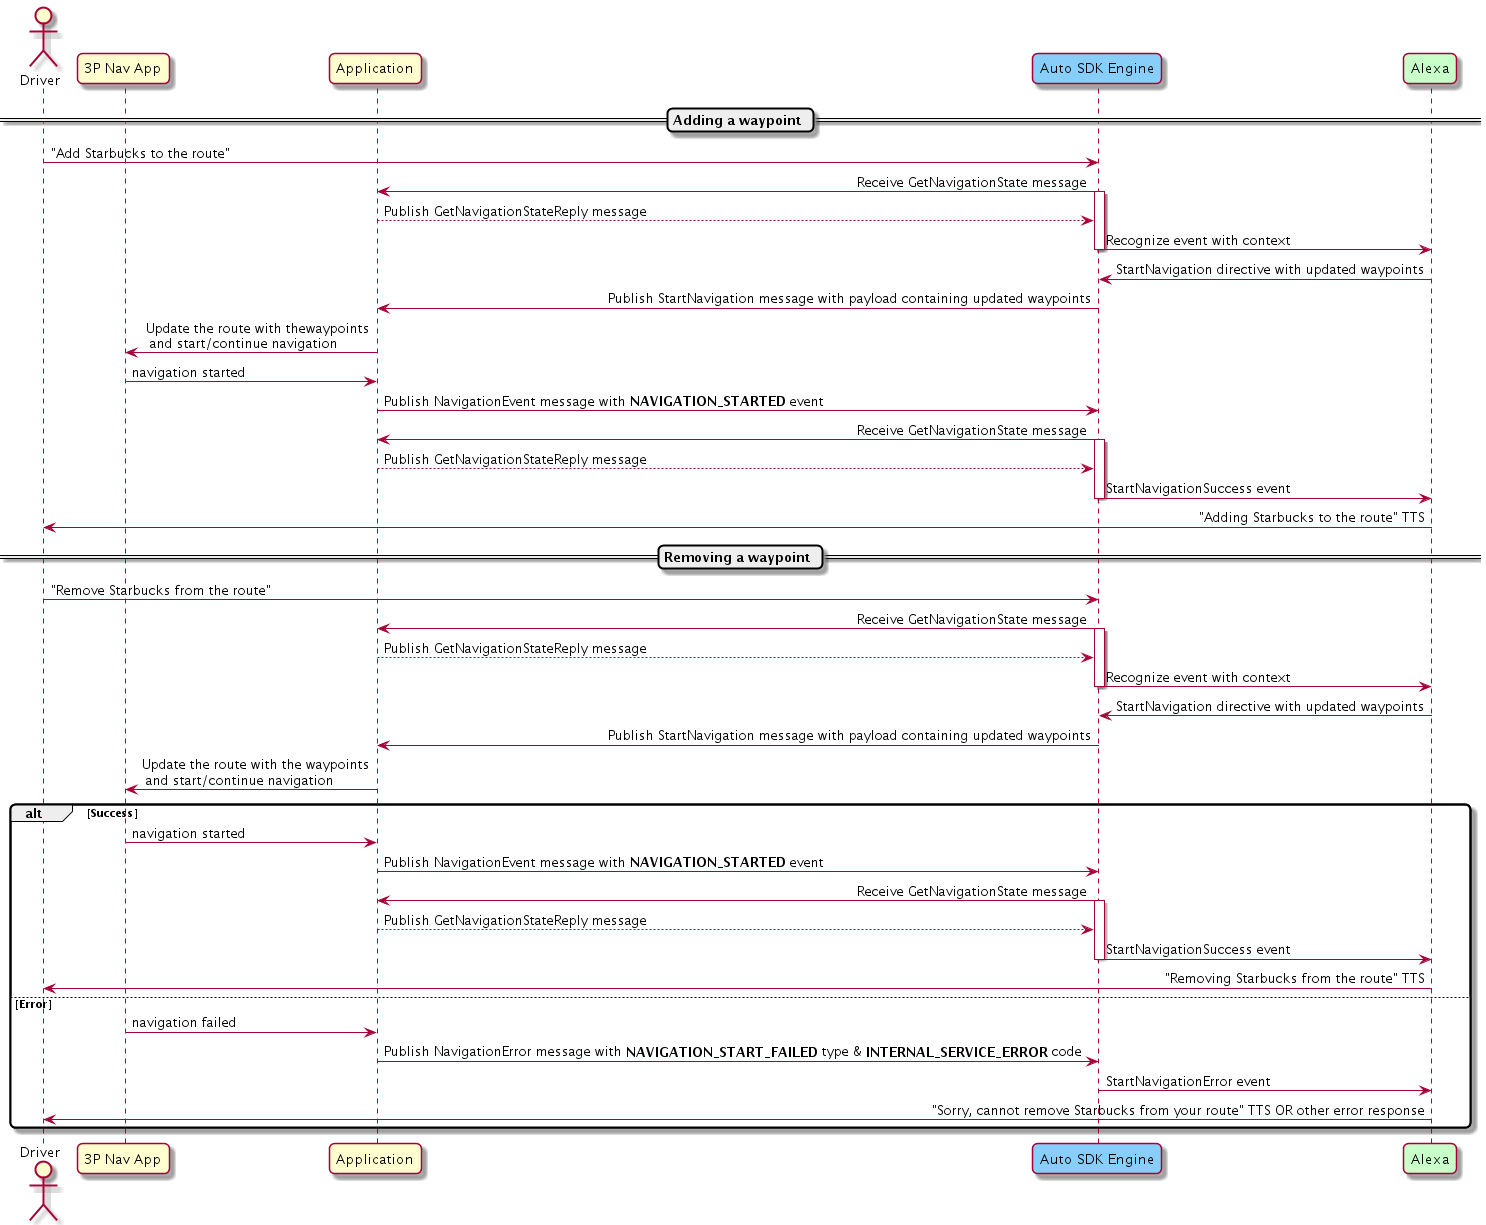 Driver
3P Nav App
Application
Auto SDK Engine
Alexa
Adding a waypoint
"Add Starbucks to the route"
Receive GetNavigationState message
Publish GetNavigationStateReply message
Recognize event with context
StartNavigation directive with updated waypoints
Publish StartNavigation message with payload containing updated waypoints
Update the route with thewaypoints
and start/continue navigation
navigation started
Publish NavigationEvent message with NAVIGATION_STARTED event
Receive GetNavigationState message
Publish GetNavigationStateReply message
StartNavigationSuccess event
"Adding Starbucks to the route" TTS
Removing a waypoint
"Remove Starbucks from the route"
Receive GetNavigationState message
Publish GetNavigationStateReply message
Recognize event with context
StartNavigation directive with updated waypoints
Publish StartNavigation message with payload containing updated waypoints
Update the route with the waypoints
and start/continue navigation
alt [Success]
navigation started
Publish NavigationEvent message with NAVIGATION_STARTED event
Receive GetNavigationState message
Publish GetNavigationStateReply message
StartNavigationSuccess event
"Removing Starbucks from the route" TTS
[Error]
navigation failed
Publish NavigationError message with NAVIGATION_START_FAILED type & INTERNAL_SERVICE_ERROR code
StartNavigationError event
"Sorry, cannot remove Starbucks from your route" TTS OR other error response
Driver
3P Nav App
Application
Auto SDK Engine
Alexa